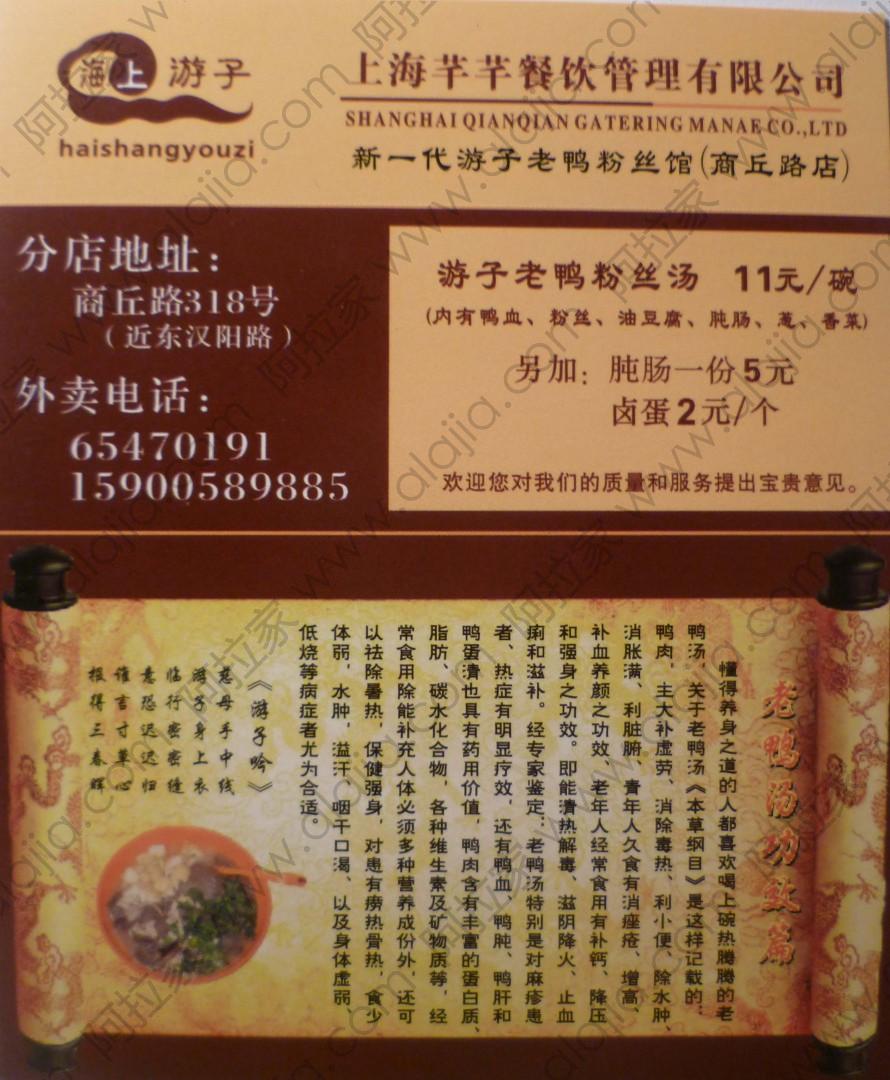 海上游子
haishangyouzi
上海芊芊餐饮管理有限公司
SHANGHAI QIANQIAN GATERING MANAE CO.,LTD
新一代游子老鸭粉丝馆(商丘路店)
分店地址：
商丘路318号
（近东汉阳路）
外卖电话：
65470191
15900589885
游子老鸭粉丝汤 11元/碗
(内有鸭血、粉丝、油豆腐、肫肠、葱、香菜)
另加：肫肠一份5元
卤蛋2元/个
欢迎您对我们的质量和服务提出宝贵意见。
老鸭汤功效篇
懂得养身之道的人都喜欢喝上碗热腾腾的老
鸭汤，关于老鸭汤《本草纲目》是这样记载的：
鸭肉，主大补虚劳、消除毒热、利小便、除水肿、
消胀满、利脏腑、青年人久食有消痤疮、增高、
补血养颜之功效、老年人经常食用有补钙、降压
和强身之功效。即能清热解毒、滋阴降火、止血
痢和滋补。经专家鉴定：老鸭汤特别是对麻疹患
者、热症有明显疗效，还有鸭血、鸭肫、鸭肝和
鸭蛋清也具有药用价值，鸭肉含有丰富的蛋白质、
脂肪、碳水化合物，各种维生素及矿物质等，经
常食用除能补充人体必须多种营养成份外，还可
以祛除暑热，保健强身，对患有痨热骨热，食少
体弱，水肿，溢汗，咽干口渴、以及身体虚弱、
低烧等病症者尤为合适。
《游子吟》
慈母手中线
游子身上衣
临行密密缝
意恐迟迟归
谁言寸草心
报得三春晖
www.alajia.com 阿拉家